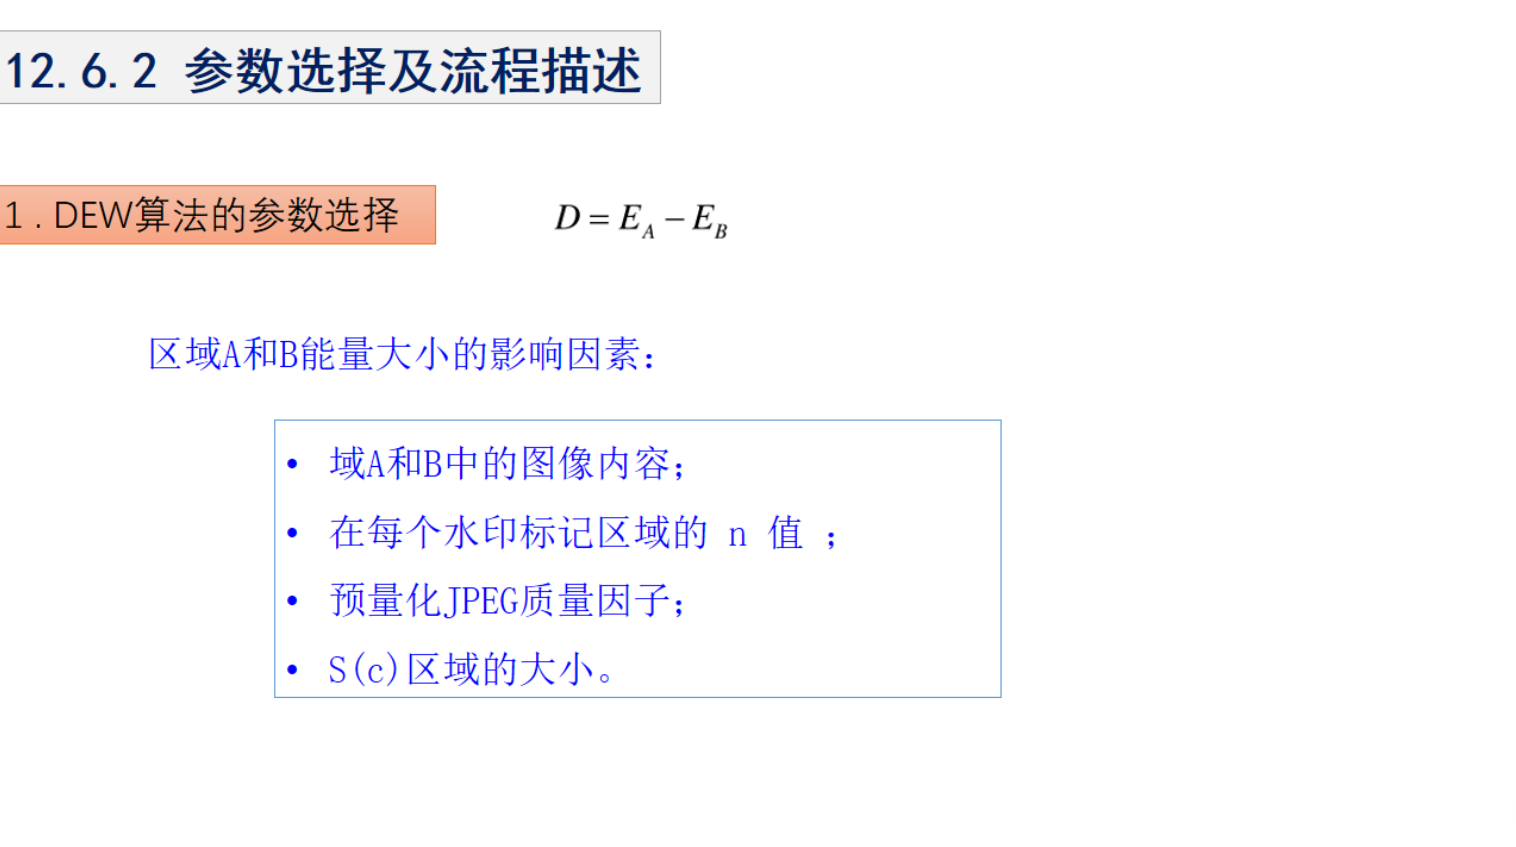 12.6.2 参数选择及流程描述
1 . DEW算法的参数选择
D = E_A − E_B
区域A和B能量大小的影响因素：
• 域A和B中的图像内容；
• 在每个水印标记区域的 n 值 ；
• 预量化JPEG质量因子；
• S(c)区域的大小。